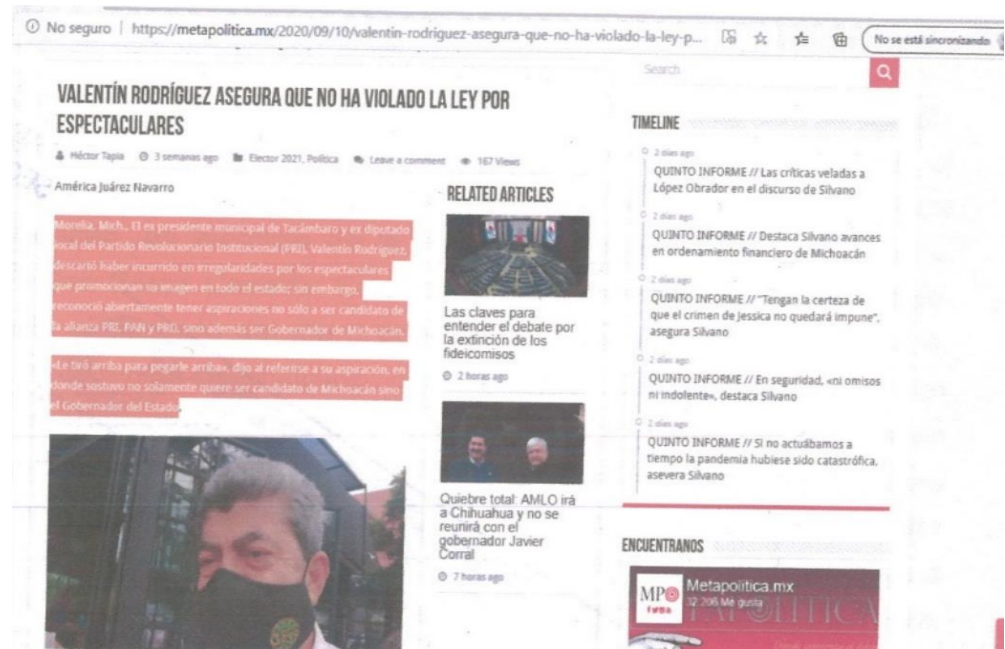 No seguro | https://metapolitica.mx/2020/09/10/valentin-rodriguez-asegura-que-no-ha-violado-la-ley-p...
No se está sincronizando
Search
VALENTÍN RODRÍGUEZ ASEGURA QUE NO HA VIOLADO LA LEY POR
ESPECTACULARES
Héctor Tapia 3 semanas ago Elector 2021, Política Leave a comment 167 Views
América Juárez Navarro
Morelia, Mich., El ex presidente municipal de Tacámbaro y ex diputado
local del Partido Revolucionario Institucional (PRI), Valentín Rodríguez,
descartó haber incurrido en irregularidades por los espectaculares
que promocionan su imagen en todo el estado; sin embargo,
reconoció abiertamente tener aspiraciones no sólo a ser candidato de
la alianza PRI, PAN y PRD, sino además ser Gobernador de Michoacán.
«Le tiró arriba para pegarle arriba», dijo al referirse a su aspiración, en
donde sostuvo no solamente quiere ser candidato de Michoacán sino
el Gobernador del Estado.
RELATED ARTICLES
Las claves para
entender el debate por
la extinción de los
fideicomisos
2 horas ago
Quiebre total: AMLO irá
a Chihuahua y no se
reunirá con el
gobernador Javier
Corral
7 horas ago
TIMELINE
2 días ago
QUINTO INFORME // Las críticas veladas a
López Obrador en el discurso de Silvano
2 días ago
QUINTO INFORME // Destaca Silvano avances
en ordenamiento financiero de Michoacán
2 días ago
QUINTO INFORME // "Tengan la certeza de
que el crimen de Jessica no quedará impune",
asegura Silvano
2 días ago
QUINTO INFORME // En seguridad, «ni omisos
ni indolente», destaca Silvano
2 días ago
QUINTO INFORME // Si no actuábamos a
tiempo la pandemia hubiese sido catastrófica,
asevera Silvano
ENCUENTRANOS
MP
Metapolítica.mx
32.206 Me gusta